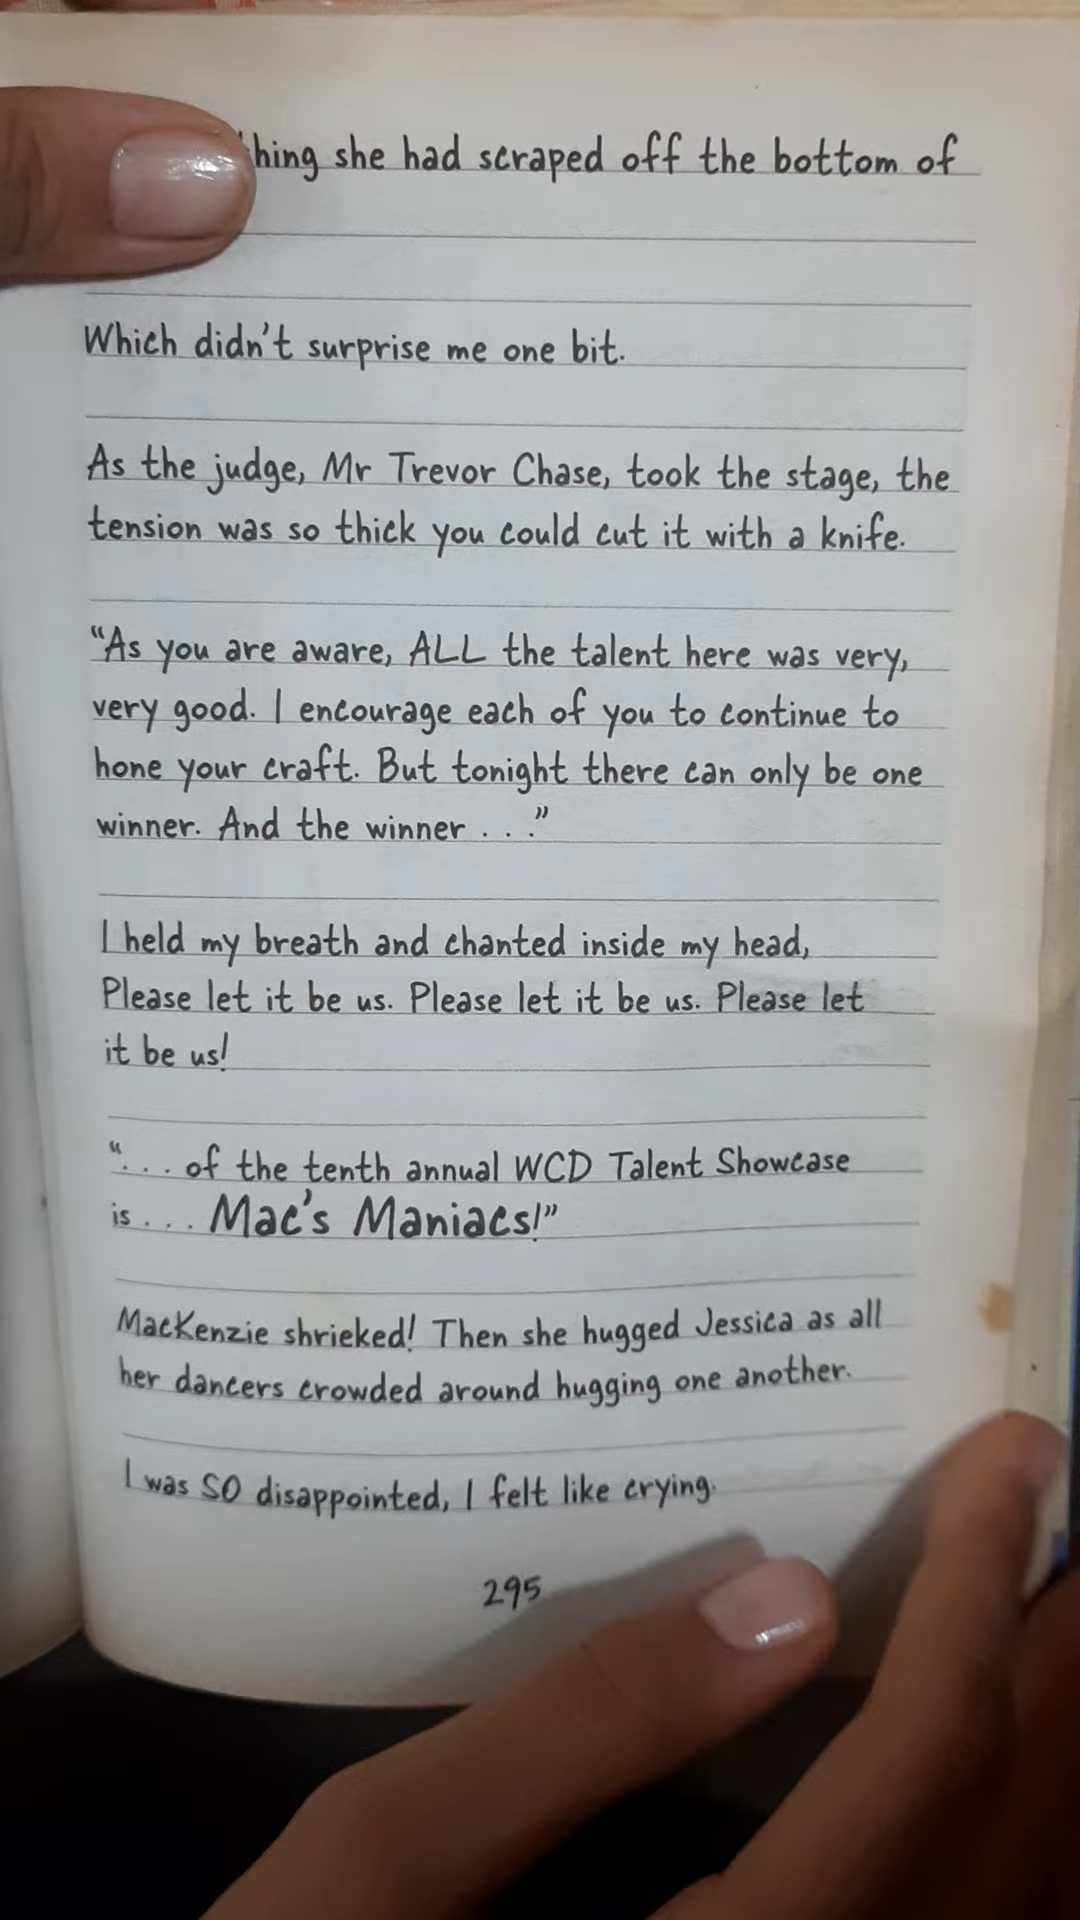 she had scraped off the bottom of
Which didn't surprise me one bit.
As the judge, Mr Trevor Chase, took the stage, the
tension was so thick you could cut it with a knife.
"As you are aware, ALL the talent here was very,
very good. I encourage each of you to continue to
hone your craft. But tonight there can only be one
winner. And the winner . . ."
I held my breath and chanted inside my head,
Please let it be us. Please let it be us. Please let
it be us!
". . . of the tenth annual WCD Talent Showcase
is . . . Mac's Maniacs!"
MacKenzie shrieked! Then she hugged Jessica as all
her dancers crowded around hugging one another.
I was SO disappointed, I felt like crying.
295